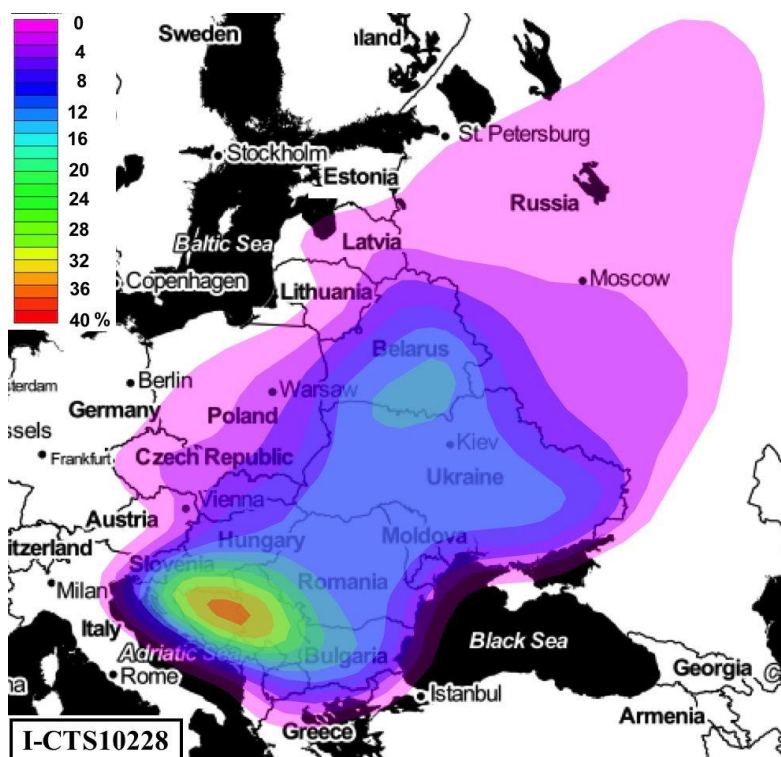 0
4
8
12
16
20
24
28
32
36
40 %
Sweden
nland
St. Petersburg
Stockholm
Estonia
Russia
Baltic Sea
Latvia
Moscow
Copenhagen
Lithuania
Belarus
Berlin
msterdam
Warsaw
Germany
Poland
ssels
Kiev
Frankfurt
Czech Republic
Ukraine
Vienna
Austria
Moldova
Hungary
itzerland
Slovenia
Romania
Milan
Italy
Black Sea
Adriatic Sea
Bulgaria
Georgia
C
na
Rome
Istanbul
Armenia
Greece
I-CTS10228